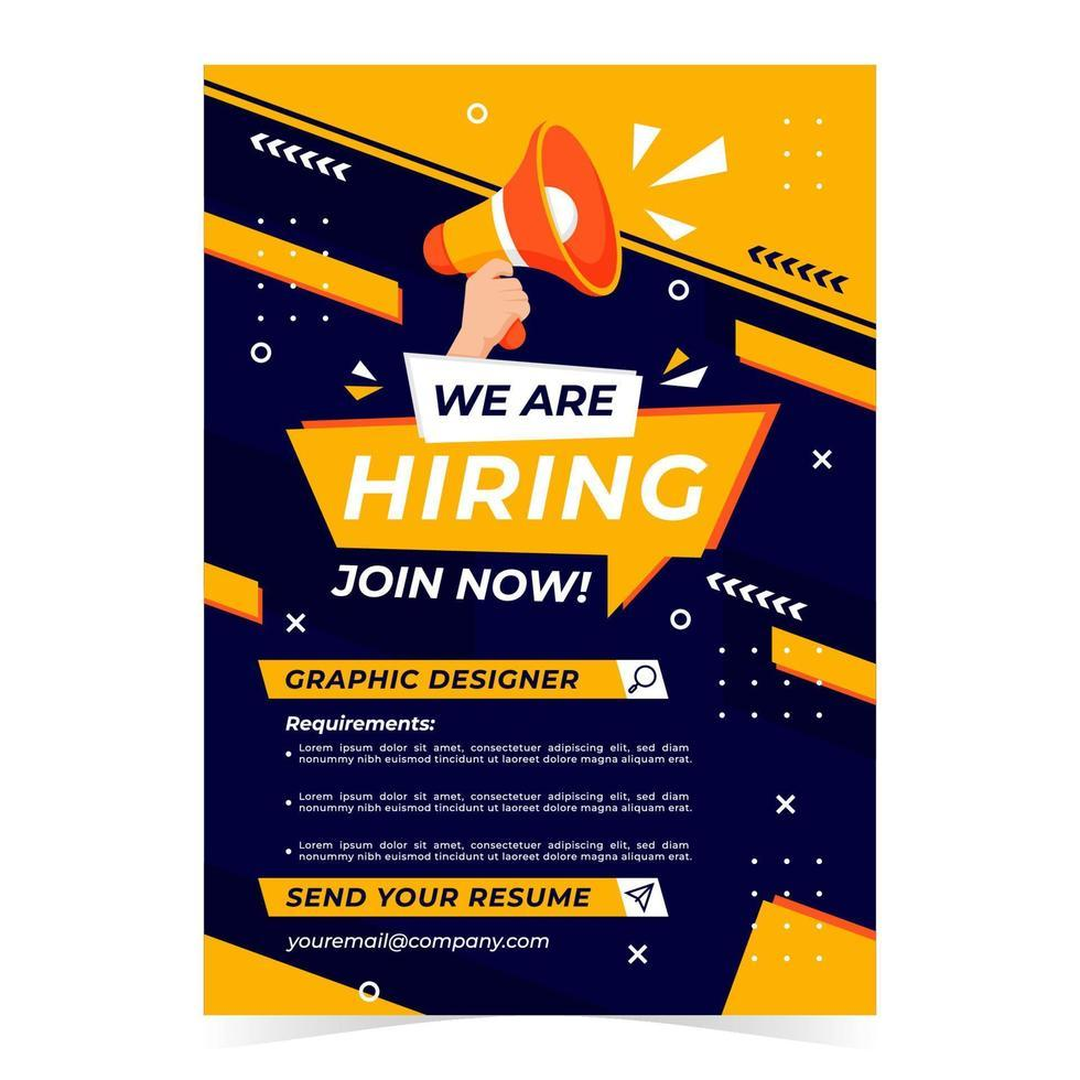 WE ARE
HIRING
JOIN NOW!
GRAPHIC DESIGNER
Requirements:
Lorem ipsum dolor sit amet, consectetuer adipiscing elit, sed diam
nonummy nibh euismod tincidunt ut laoreet dolore magna aliquam erat.
Lorem ipsum dolor sit amet, consectetuer adipiscing elit, sed diam
nonummy nibh euismod tincidunt ut laoreet dolore magna aliquam erat.
Lorem ipsum dolor sit amet, consectetuer adipiscing elit, sed diam
nonummy nibh euismod tincidunt ut laoreet dolore magna aliquam erat.
SEND YOUR RESUME
youremail@company.com